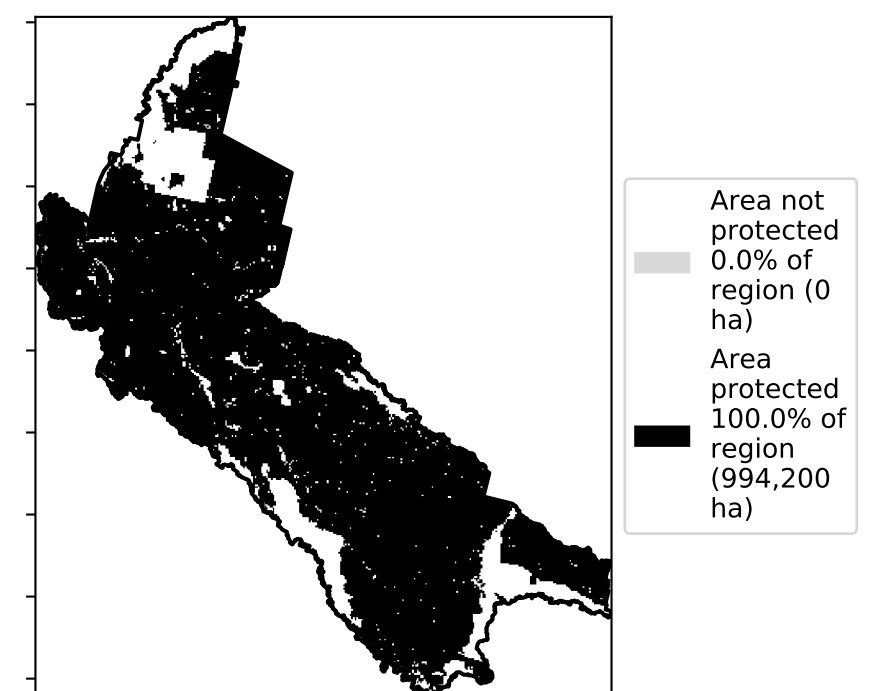 Area not
protected
0.0% of
region (0
ha)
Area
protected
100.0% of
region
(994,200
ha)